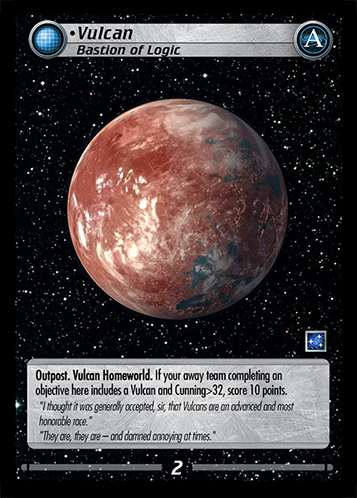 •Vulcan
Bastion of Logic
A
Outpost. Vulcan Homeworld. If your away team completing an
objective here includes a Vulcan and Cunning>32, score 10 points.
"I thought it was generally accepted, sir, that Vulcans are an advanced and most
honorable race."
"They are, they are – and damned annoying at times."
2